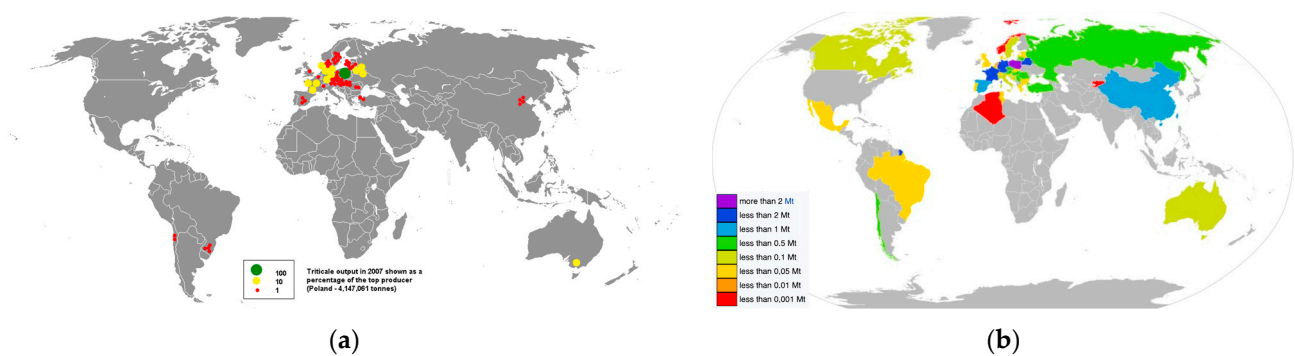 100
10
1
Triticale output in 2007 shown as a
percentage of the top producer
(Poland - 4,147,061 tonnes)
more than 2 Mt
less than 2 Mt
less than 1 Mt
less than 0.5 Mt
less than 0.1 Mt
less than 0,05 Mt
less than 0.01 Mt
less than 0,001 Mt
(a)
(b)